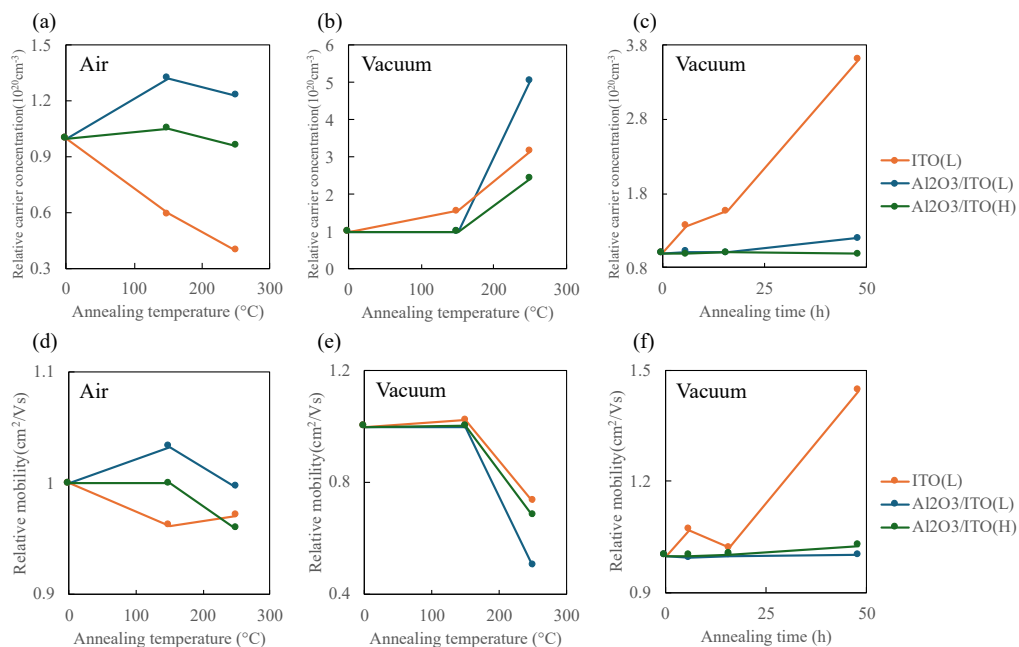 (a)
Air
Relative carrier concentration(10²⁰cm⁻³)
1.5
1.2
0.9
0.6
0.3
0
100
200
300
Annealing temperature (°C)
(b)
Vacuum
Relative carrier concentration(10²⁰cm⁻³)
6
5
4
3
2
1
0
0
100
200
300
Annealing temperature (°C)
(c)
Vacuum
Relative carrier concentration(10²⁰cm⁻³)
3.8
2.8
1.8
0.8
0
25
50
Annealing time (h)
ITO(L)
Al2O3/ITO(L)
Al2O3/ITO(H)
(d)
Air
Relative mobility(cm²/Vs)
1.1
1
0.9
0
100
200
300
Annealing temperature (°C)
(e)
Vacuum
Relative mobility(cm²/Vs)
1.2
0.8
0.4
0
100
200
300
Annealing temperature (°C)
(f)
Vacuum
Relative mobility(cm²/Vs)
1.5
1.2
0.9
0
25
50
Annealing time (h)
ITO(L)
Al2O3/ITO(L)
Al2O3/ITO(H)